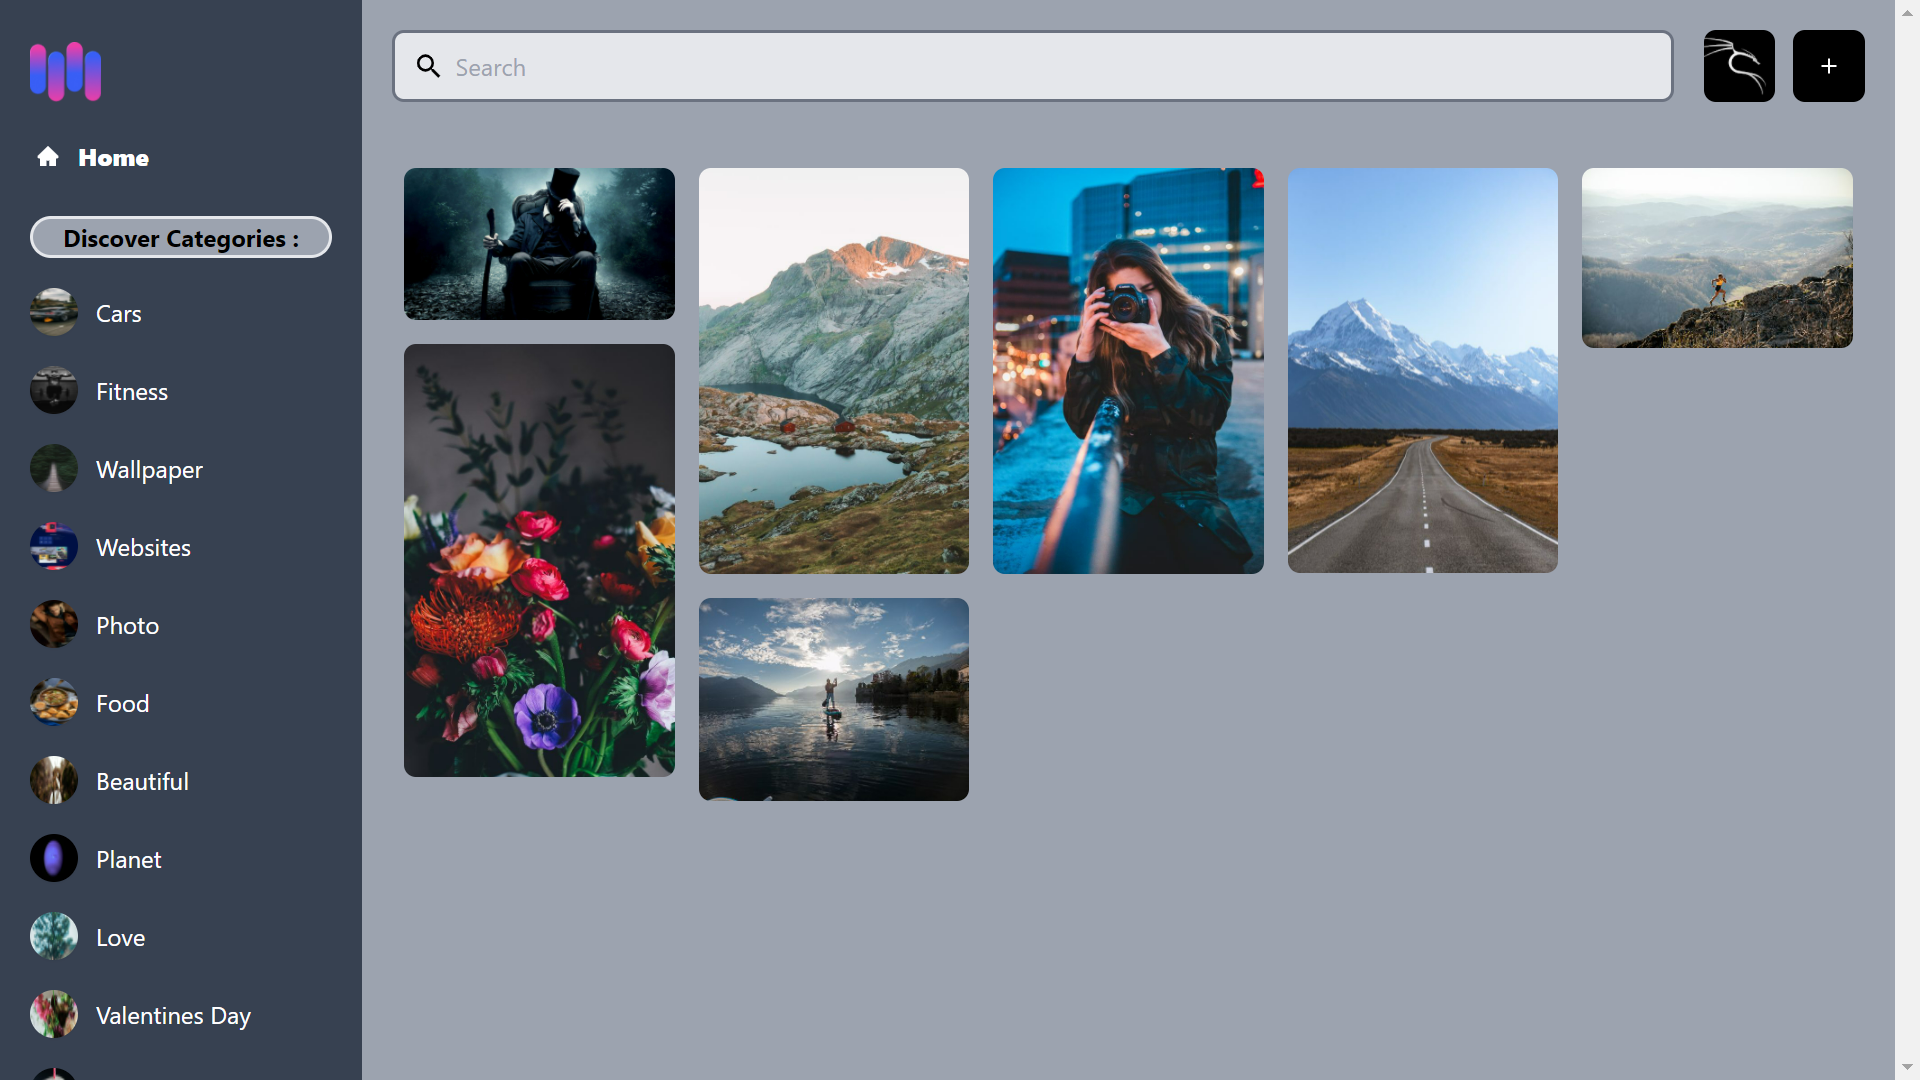 Search
+
Home
Discover Categories :
Cars
Fitness
Wallpaper
Websites
Photo
Food
Beautiful
Planet
Love
Valentines Day